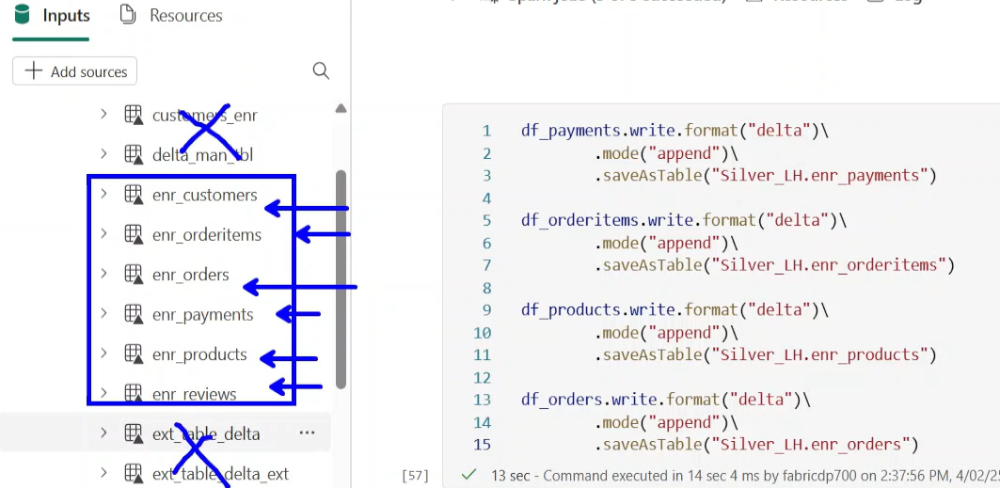 Inputs
Resources
Add sources
customers_enr
delta_man_tbl
enr_customers
enr_orderitems
enr_orders
enr_payments
enr_products
enr_reviews
ext_table_delta
ext_table_delta_ext
1 df_payments.write.format("delta")\
2 .mode("append")\
3 .saveAsTable("Silver_LH.enr_payments")
4
5 df_orderitems.write.format("delta")\
6 .mode("append")\
7 .saveAsTable("Silver_LH.enr_orderitems")
8
9 df_products.write.format("delta")\
10 .mode("append")\
11 .saveAsTable("Silver_LH.enr_products")
12
13 df_orders.write.format("delta")\
14 .mode("append")\
15 .saveAsTable("Silver_LH.enr_orders")
[57] 13 sec - Command executed in 14 sec 4 ms by fabricdp700 on 2:37:56 PM, 4/02/2